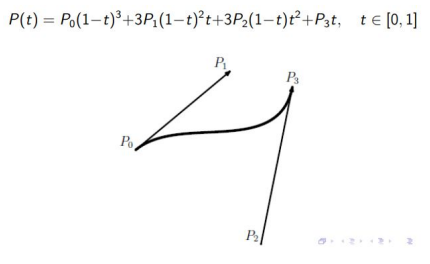 P(t) = P₀(1−t)³+3P₁(1−t)²t+3P₂(1−t)t²+P₃t, t ∈ [0, 1]
P₁
P₃
P₀
P₂